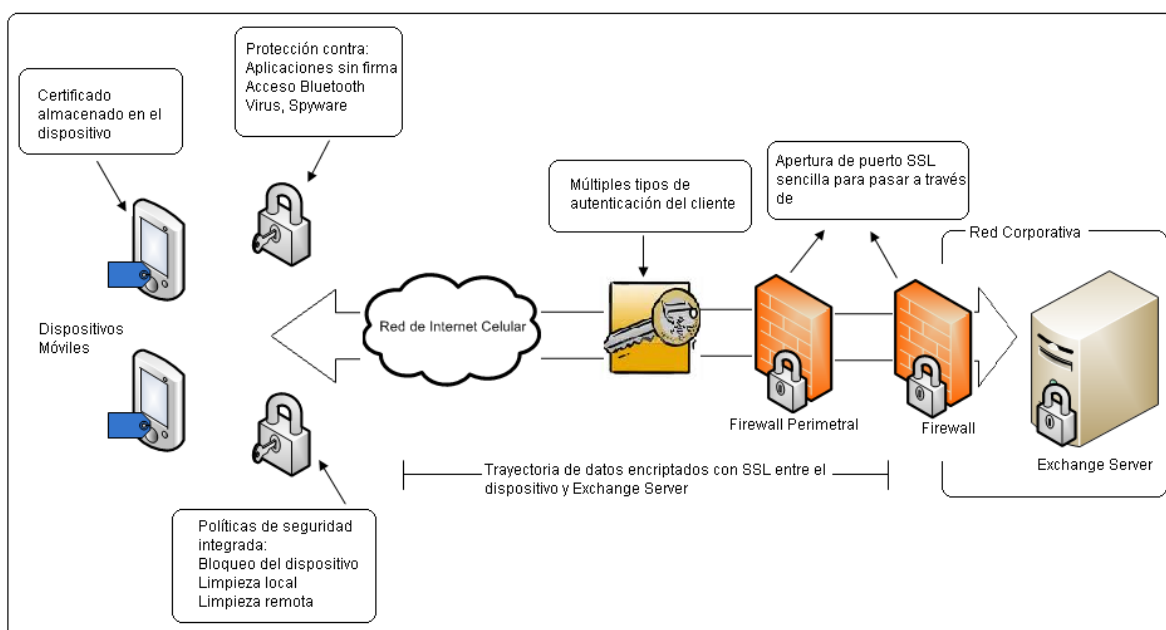 Protección contra:
Aplicaciones sin firma
Acceso Bluetooth
Virus, Spyware
Certificado
almacenado en el
dispositivo
Múltiples tipos de
autenticación del cliente
Apertura de puerto SSL
sencilla para pasar a través
de
Red Corporativa
Dispositivos
Móviles
Red de Internet Celular
Firewall Perimetral
Firewall
Exchange Server
Trayectoria de datos encriptados con SSL entre el
dispositivo y Exchange Server
Políticas de seguridad
integrada:
Bloqueo del dispositivo
Limpieza local
Limpieza remota